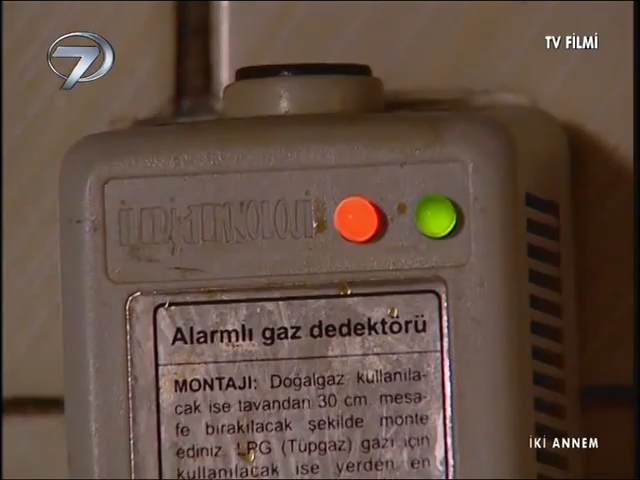 7
TV FİLMİ
Alarmlı gaz dedektörü
MONTAJI: Doğalgaz kullanıla-
cak ise tavandan 30 cm. mesa-
fe bırakılacak şekilde monte
ediniz. LPG (Tüpgaz) gazı için
kullanılacak ise yerden en
İKİ ANNEM